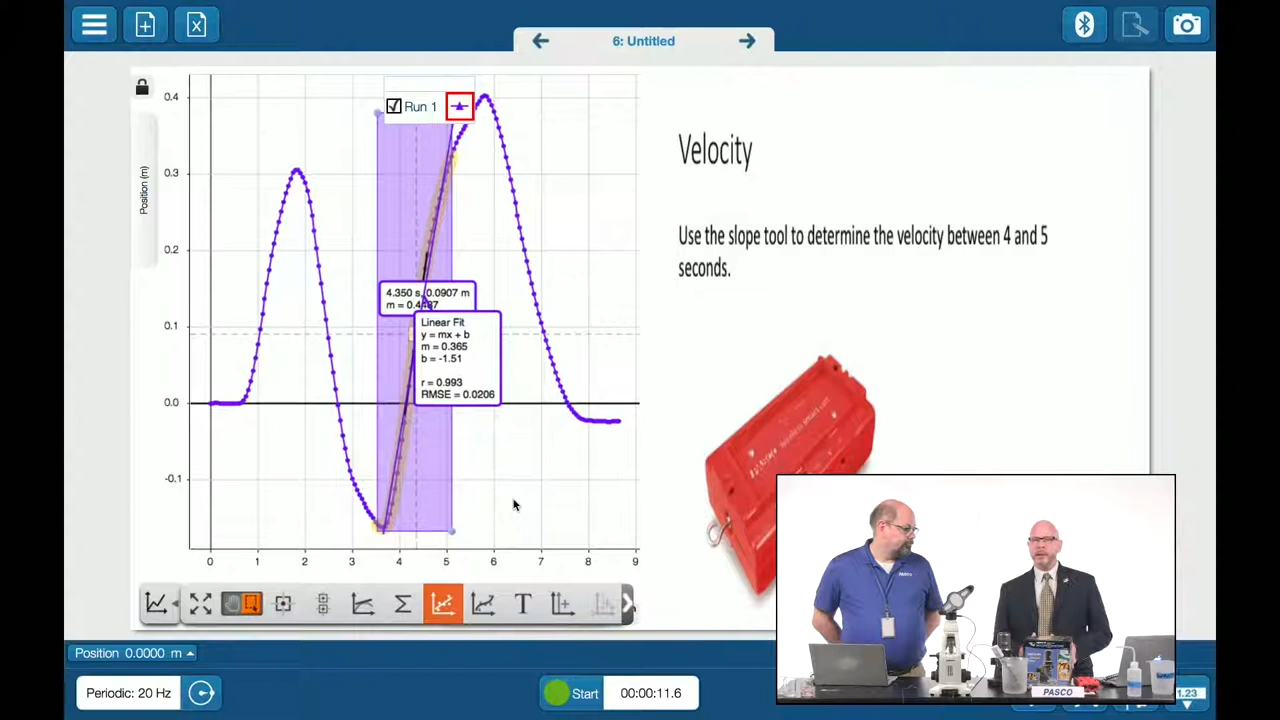 6: Untitled
Run 1
0.4
0.3
0.2
0.1
0.0
-0.1
Position (m)
4.350 s, 0.0907 m
Linear Fit
y = mx + b
m = 0.365
b = -1.51
r = 0.993
RMSE = 0.0206
0 1 2 3 4 5 6 7 8 9
Velocity
Use the slope tool to determine the velocity between 4 and 5
seconds.
Σ
T
PASCO
Position 0.0000 m
Periodic: 20 Hz
Start
00:00:11.6
1.23